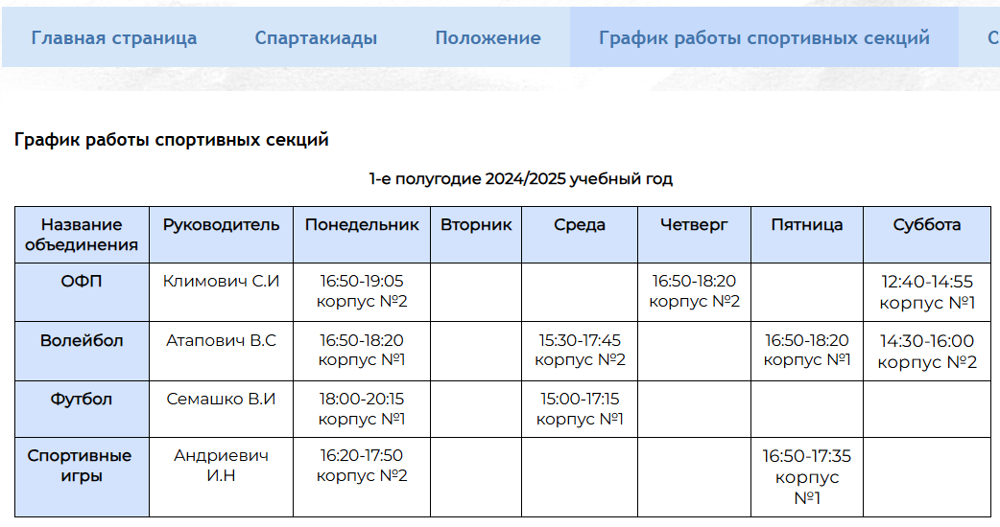 Главная страница Спартакиады Положение График работы спортивных секций С
График работы спортивных секций
1-е полугодие 2024/2025 учебный год
Название объединения Руководитель Понедельник Вторник Среда Четверг Пятница Суббота
ОФП Климович С.И 16:50-19:05 корпус №2 16:50-18:20 корпус №2 12:40-14:55 корпус №1
Волейбол Атапович В.С 16:50-18:20 корпус №1 15:30-17:45 корпус №2 16:50-18:20 корпус №1 14:30-16:00 корпус №2
Футбол Семашко В.И 18:00-20:15 корпус №1 15:00-17:15 корпус №1
Спортивные игры Андриевич И.Н 16:20-17:50 корпус №2 16:50-17:35 корпус №1